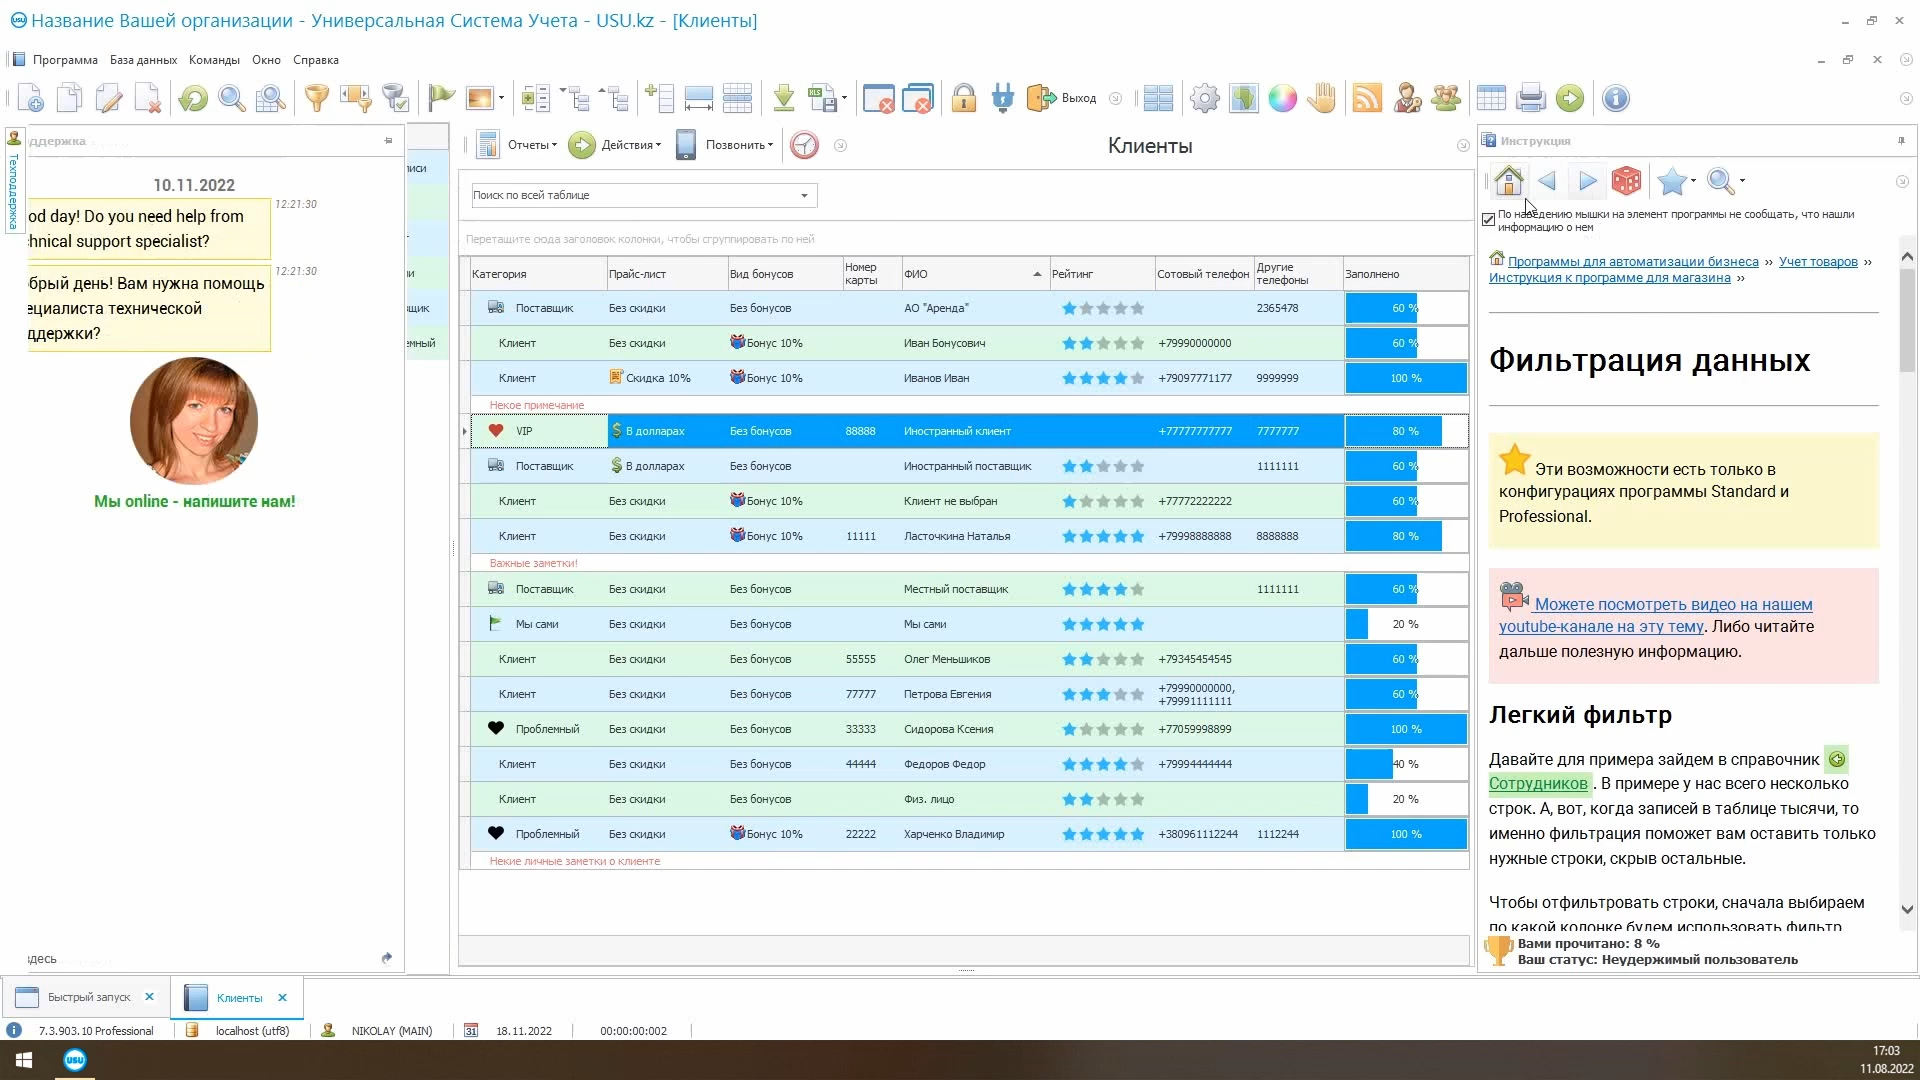 Название Вашей организации - Универсальная Система Учета - USU.kz - [Клиенты]
Программа База данных Команды Окно Справка
Выход
Техподдержка
ддержка
10.11.2022
od day! Do you need help from
hnical support specialist?
12:21:30
брый день! Вам нужна помощь
ециалиста технической
ддержки?
12:21:30
Мы online - напишите нам!
здесь
Отчеты Действия Позвонить
Клиенты
Поиск по всей таблице
Перетащите сюда заголовок колонки, чтобы сгруппировать по ней
Категория Прайс-лист Вид бонусов Номер карты ФИО Рейтинг Сотовый телефон Другие телефоны Заполнено
Поставщик Без скидки Без бонусов АО "Аренда" 2365478 60 %
Клиент Без скидки Бонус 10% Иван Бонусович +79990000000 60 %
Клиент Скидка 10% Бонус 10% Иванов Иван +79097771177 9999999 100 %
Некое примечание
VIP В долларах Без бонусов 88888 Иностранный клиент +77777777777 7777777 80 %
Поставщик В долларах Без бонусов Иностранный поставщик 1111111 60 %
Клиент Без скидки Бонус 10% Клиент не выбран +77772222222 60 %
Клиент Без скидки Бонус 10% 11111 Ласточкина Наталья +79998888888 8888888 80 %
Важные заметки!
Поставщик Без скидки Без бонусов Местный поставщик 1111111 60 %
Мы сами Без скидки Без бонусов Мы сами 20 %
Клиент Без скидки Без бонусов 55555 Олег Меньшиков +79345454545 60 %
Клиент Без скидки Без бонусов 77777 Петрова Евгения +79990000000, +79991111111 60 %
Проблемный Без скидки Без бонусов 33333 Сидорова Ксения +77059998899 100 %
Клиент Без скидки Без бонусов 44444 Федоров Федор +79994444444 40 %
Клиент Без скидки Без бонусов Физ. лицо 20 %
Проблемный Без скидки Бонус 10% 22222 Харченко Владимир +380961112244 1112244 100 %
Некие личные заметки о клиенте
Инструкция
По наведению мышки на элемент программы не сообщать, что нашли
информацию о нем
Программы для автоматизации бизнеса ›› Учет товаров ››
Инструкция к программе для магазина ››
Фильтрация данных
Эти возможности есть только в
конфигурациях программы Standard и
Professional.
Можете посмотреть видео на нашем
youtube-канале на эту тему. Либо читайте
дальше полезную информацию.
Легкий фильтр
Давайте для примера зайдем в справочник
Сотрудников . В примере у нас всего несколько
строк. А, вот, когда записей в таблице тысячи, то
именно фильтрация поможет вам оставить только
нужные строки, скрыв остальные.
Чтобы отфильтровать строки, сначала выбираем
по какой колонке будем использовать фильтр.
Вами прочитано: 8 %
Ваш статус: Неудержимый пользователь
Быстрый запуск Клиенты
7.3.903.10 Professional localhost (utf8) NIKOLAY (MAIN) 18.11.2022 00:00:00:002
USU
17:03
11.08.2022